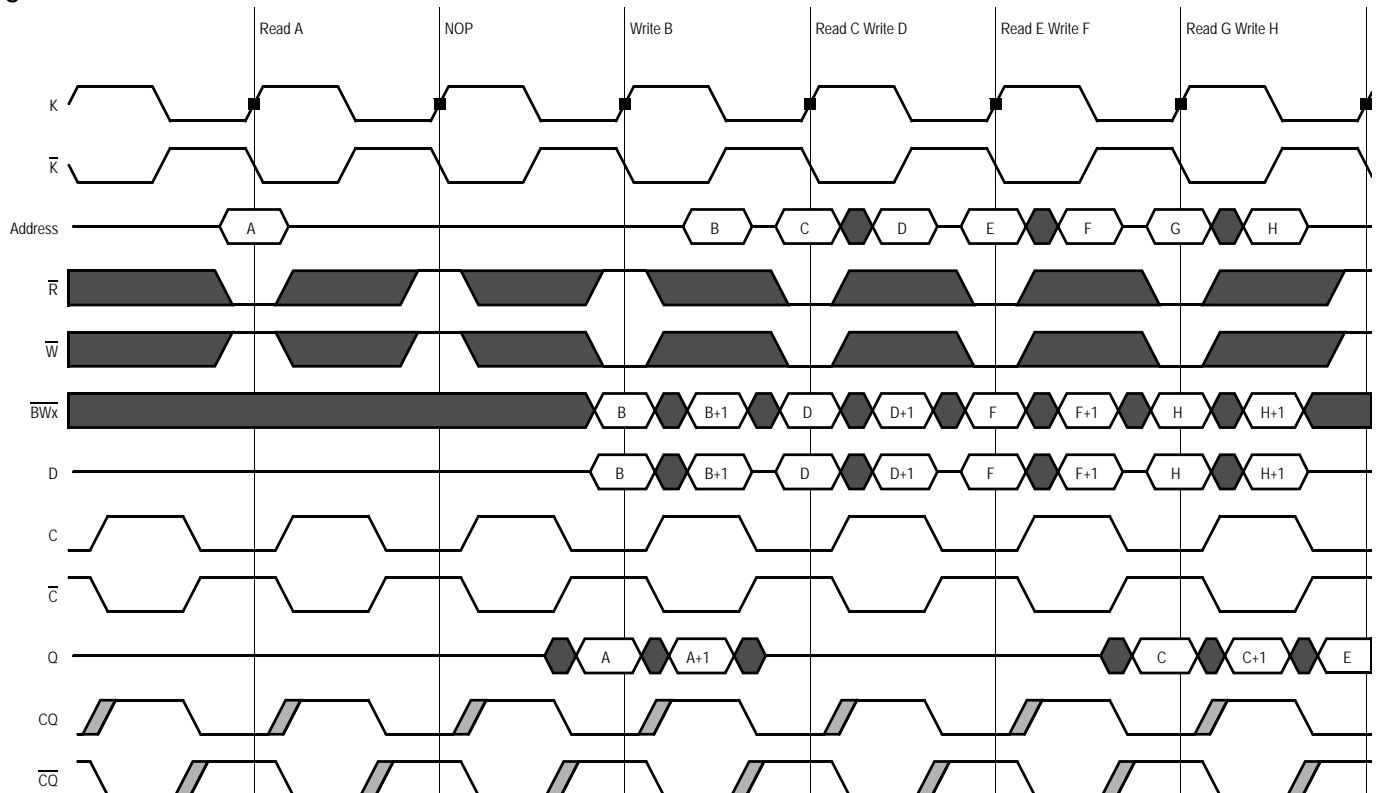 Read A NOP Write B Read C Write D Read E Write F Read G Write H
K
K
Address A B C D E F G H
R
W
BWx B B+1 D D+1 F F+1 H H+1
D B B+1 D D+1 F F+1 H H+1
C
C
Q A A+1 C C+1 E
CQ
CQ